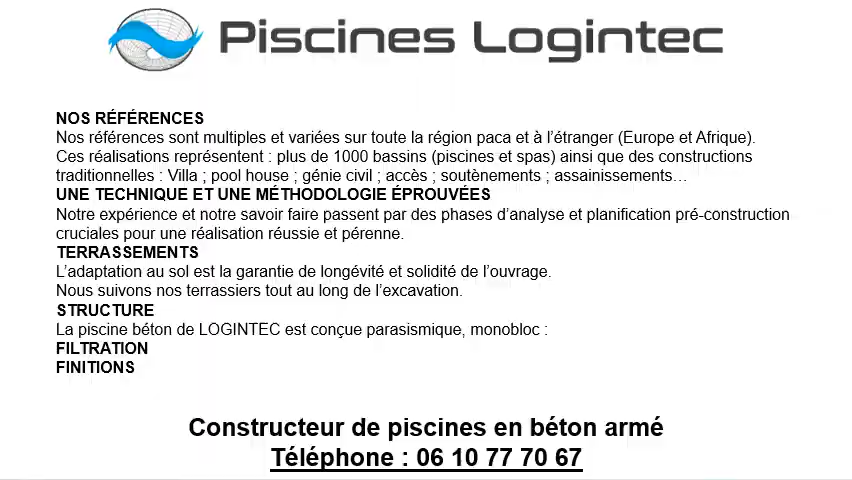 Piscines Logintec
NOS RÉFÉRENCES
Nos références sont multiples et variées sur toute la région paca et à l’étranger (Europe et Afrique).
Ces réalisations représentent : plus de 1000 bassins (piscines et spas) ainsi que des constructions
traditionnelles : Villa ; pool house ; génie civil ; accès ; soutènements ; assainissements…
UNE TECHNIQUE ET UNE MÉTHODOLOGIE ÉPROUVÉES
Notre expérience et notre savoir faire passent par des phases d’analyse et planification pré-construction
cruciales pour une réalisation réussie et pérenne.
TERRASSEMENTS
L’adaptation au sol est la garantie de longévité et solidité de l’ouvrage.
Nous suivons nos terrassiers tout au long de l’excavation.
STRUCTURE
La piscine béton de LOGINTEC est conçue parasismique, monobloc :
FILTRATION
FINITIONS
Constructeur de piscines en béton armé
Téléphone : 06 10 77 70 67